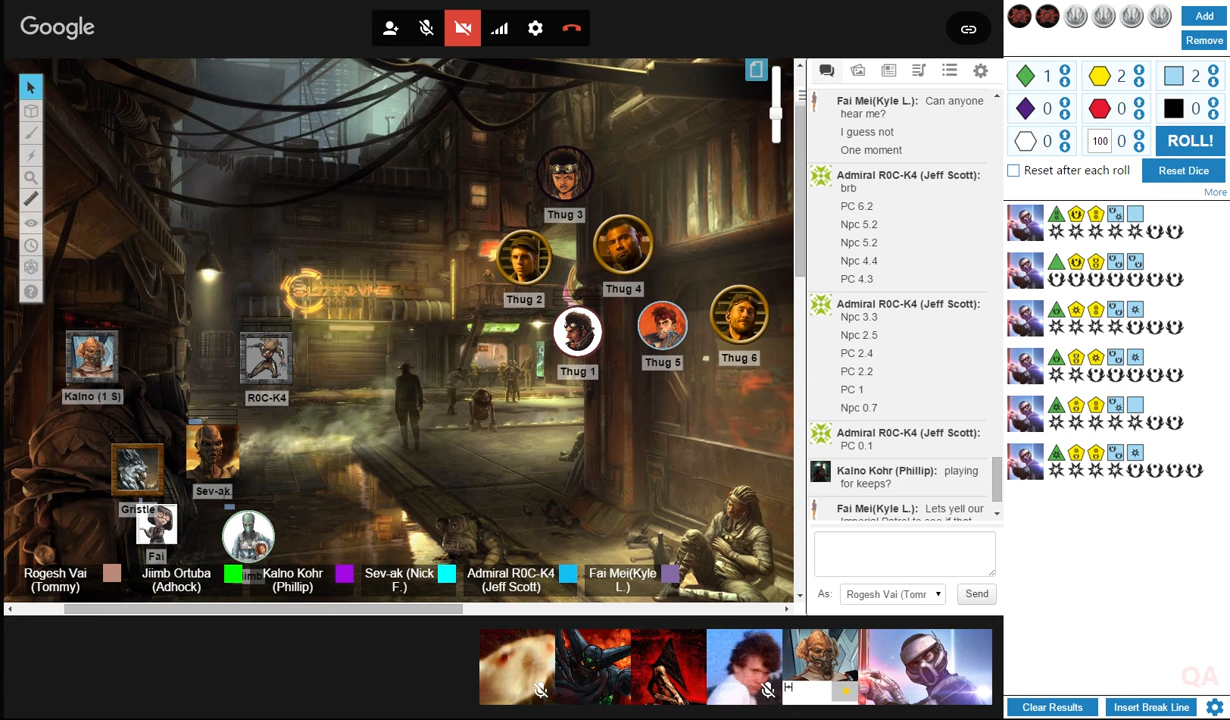 Google
Add
Remove
1
2
2
0
0
0
0
100
0
ROLL!
Reset after each roll
Reset Dice
More
Fai Mei(Kyle L.): Can anyone
hear me?
I guess not
One moment
Admiral R0C-K4 (Jeff Scott):
brb
PC 6.2
Npc 5.2
Npc 5.2
Npc 4.4
PC 4.3
Admiral R0C-K4 (Jeff Scott):
Npc 3.3
Npc 2.5
PC 2.4
PC 2.2
PC 1
Npc 0.7
Admiral R0C-K4 (Jeff Scott):
PC 0.1
Kalno Kohr (Phillip): playing
for keeps?
Fai Mei(Kyle L.): Lets yell our
Imperial Patrol to see if that
As:
Rogesh Vai (Tomr
Send
Thug 3
Thug 2
Thug 4
Thug 1
Thug 5
Thug 6
Kalno (1 S)
R0C-K4
Sev-ak
Gristle
Fai
Rogesh Vai
(Tommy)
Jiimb Ortuba
(Adhock)
Kalno Kohr
(Phillip)
Sev-ak (Nick
F.)
Admiral R0C-K4
(Jeff Scott)
Fai Mei(Kyle
L.)
QA
Clear Results
Insert Break Line